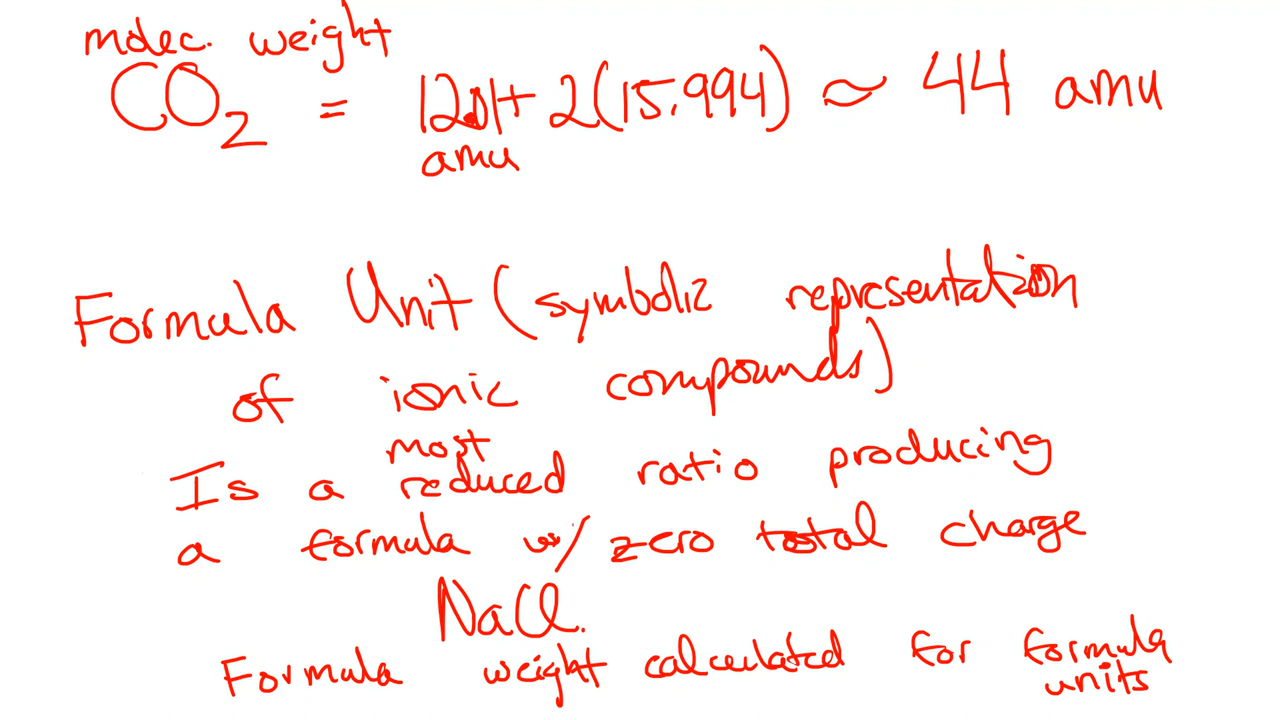 molec. weight
CO2 = 12.01+ 2(15.994) ≈ 44 amu
amu
Formula Unit (symbolic representation
of ionic compounds)
most
Is a reduced ratio producing
a formula w/ zero total charge
NaCl.
Formula weight calculated for formula
units